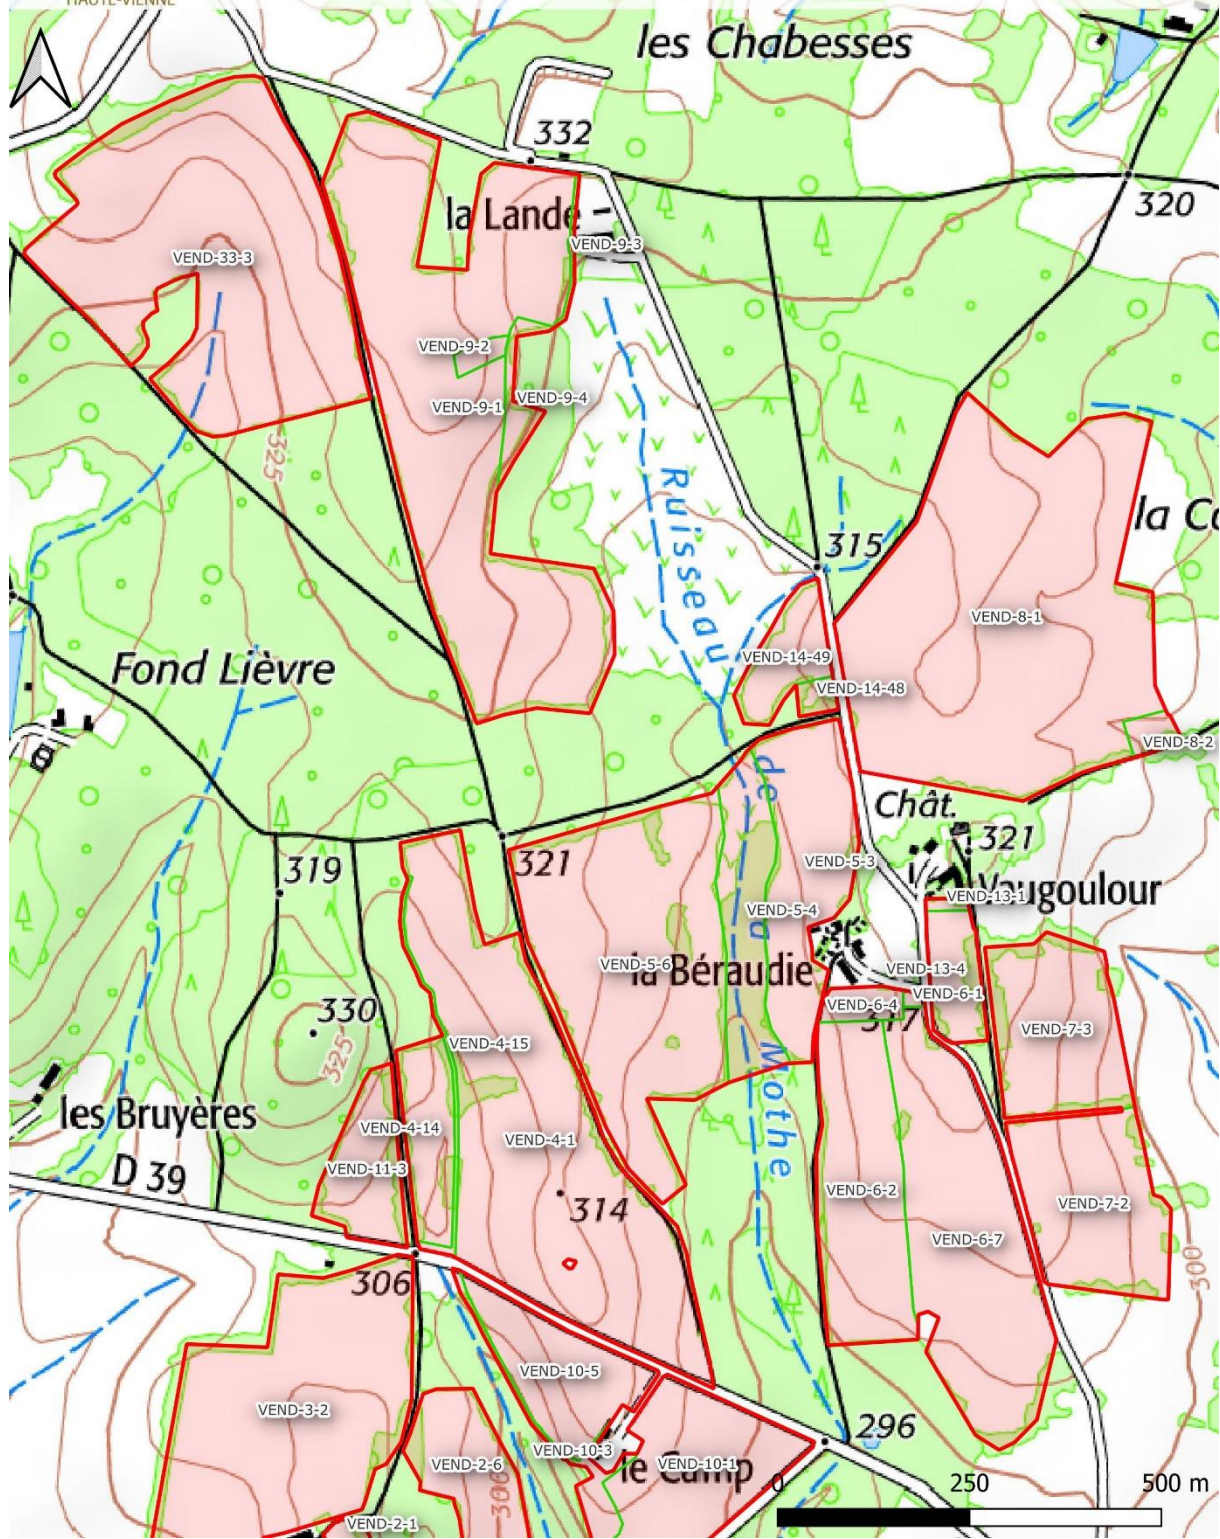 HAUTE-VIENNE
les Chabesses
332
la Lande
320
VEND-9-3
VEND-33-3
VEND-9-2
VEND-9-4
VEND-9-1
325
Ruisseau
la Co
315
VEND-8-1
VEND-14-49
Fond Lièvre
VEND-14-48
VEND-8-2
de
Chât.
321
321
VEND-5-3
319
VEND-13-1
Vaugoulour
VEND-5-4
la
VEND-5-6
la Béraudie
VEND-13-4
VEND-6-1
VEND-6-4
317
330
325
VEND-7-3
VEND-4-15
Mothe
les Bruyères
VEND-4-14
VEND-4-1
VEND-11-3
D 39
VEND-6-2
VEND-7-2
314
VEND-6-7
300
306
VEND-10-5
VEND-3-2
296
VEND-10-3
VEND-2-6
le Camp
VEND-10-1
300
0 250 500 m
VEND-2-1